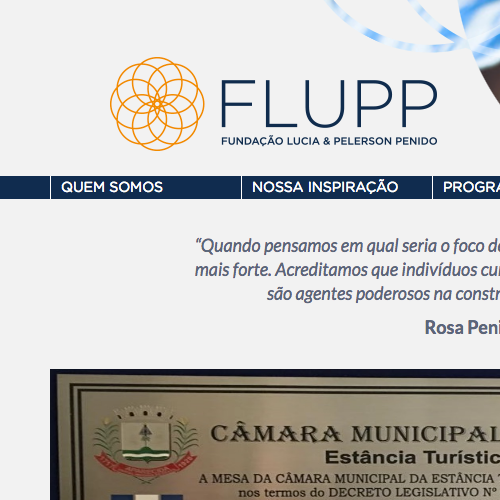 FLUPP
FUNDAÇÃO LUCIA & PELERSON PENIDO
QUEM SOMOS
NOSSA INSPIRAÇÃO
PROGRA
“Quando pensamos em qual seria o foco d
mais forte. Acreditamos que indivíduos cu
são agentes poderosos na constr
Rosa Peni
CÂMARA MUNICIPAL
Estância Turístic
A MESA DA CÂMARA MUNICIPAL DA ESTÂNCIA T
nos termos do DECRETO LEGISLATIVO Nº